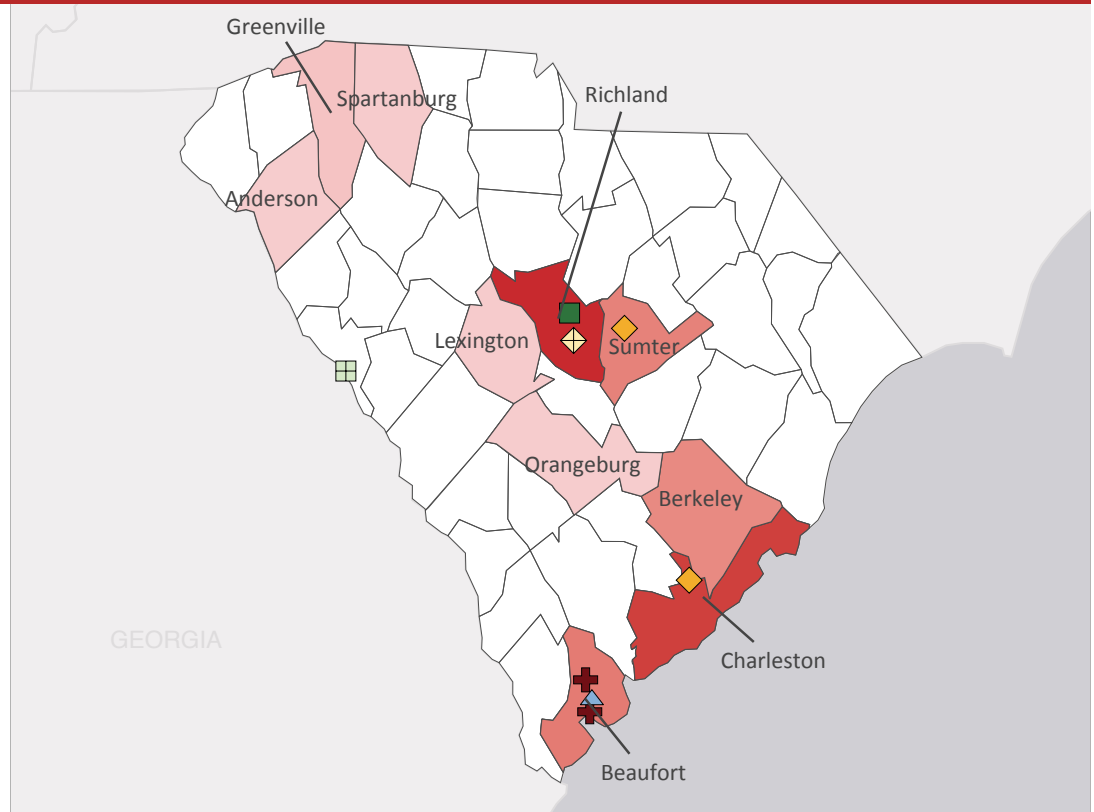 Greenville
Richland
Spartanburg
Anderson
Lexington
Sumter
Orangeburg
Berkeley
GEORGIA
Charleston
Beaufort